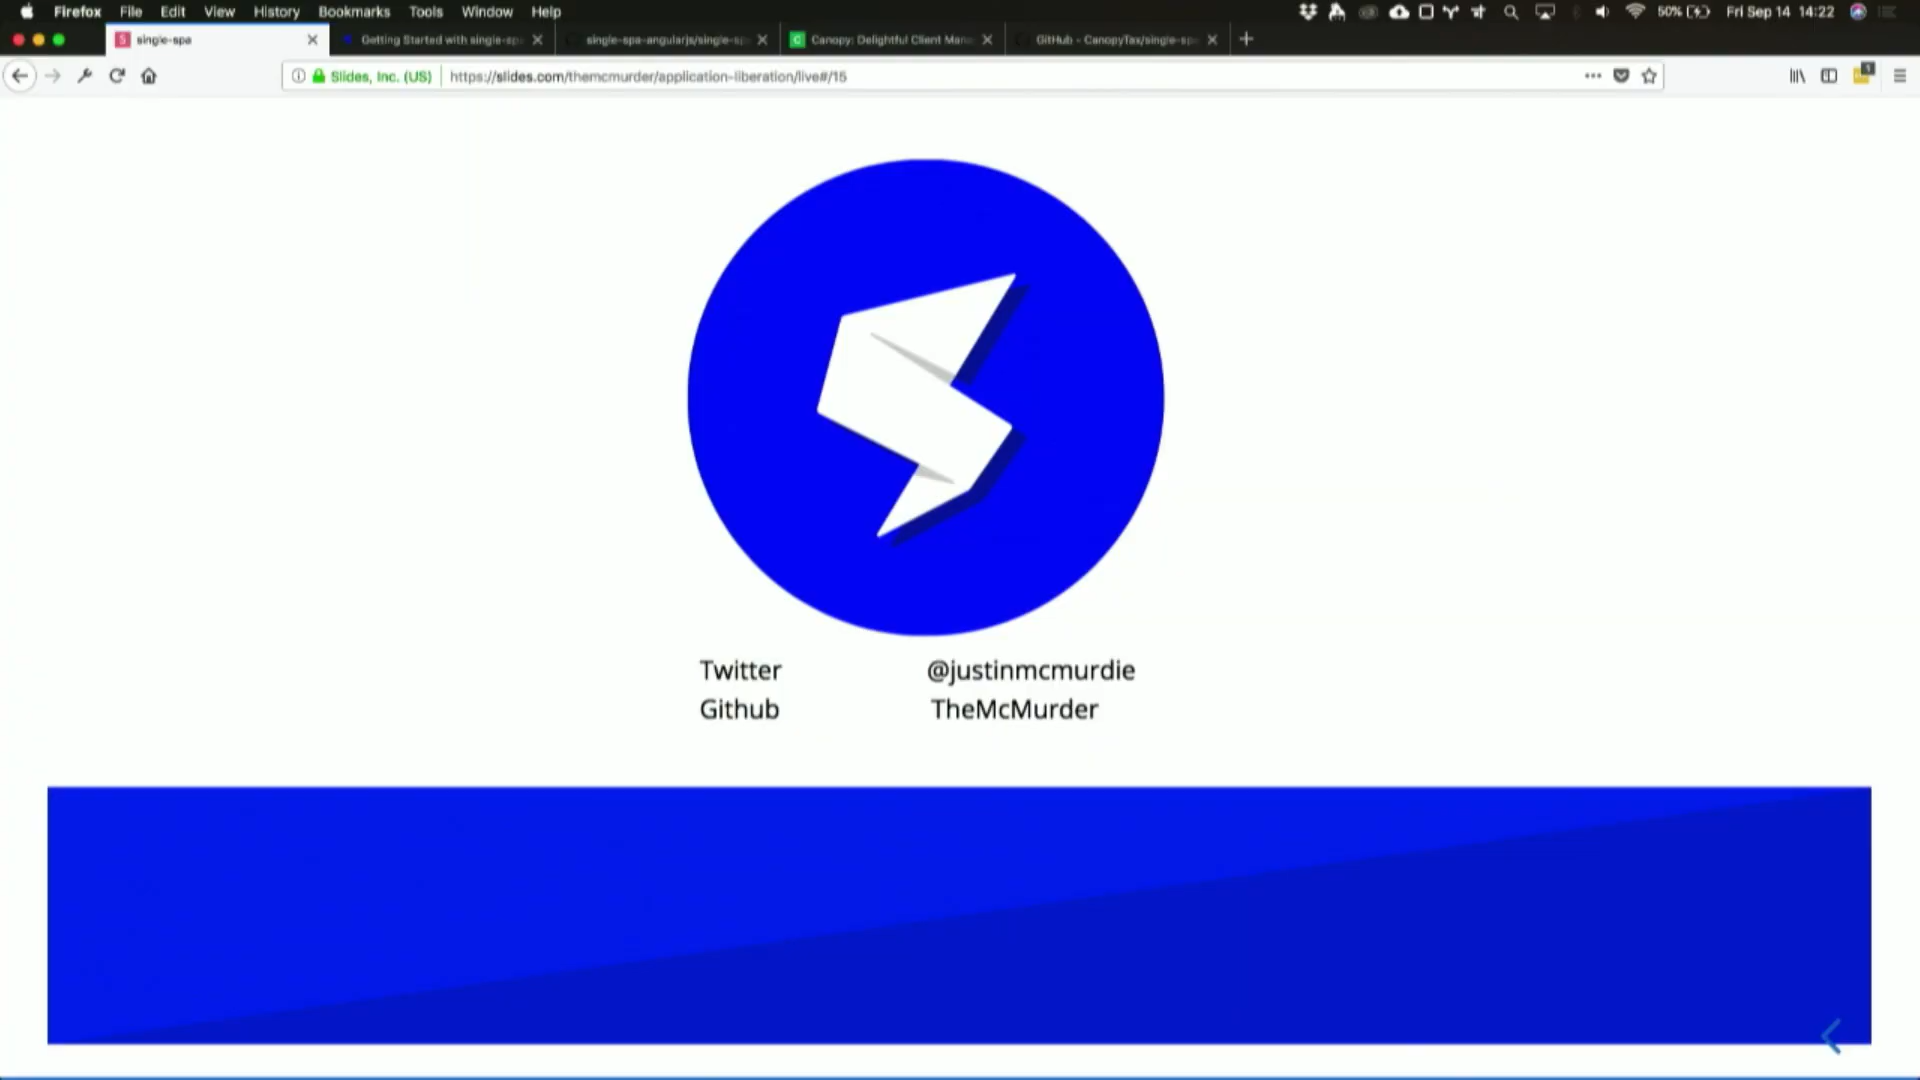 Firefox File Edit View History Bookmarks Tools Window Help 50% Fri Sep 14 14:22
single-spa Getting Started with single-sp single-spa-angularjs/single-sp Canopy: Delightful Client Man GitHub - CanopyTax/single-sp
Slides, Inc. (US) https://slides.com/themcmurder/application-liberation/live#/15
Twitter @justinmcmurdie
Github TheMcMurder